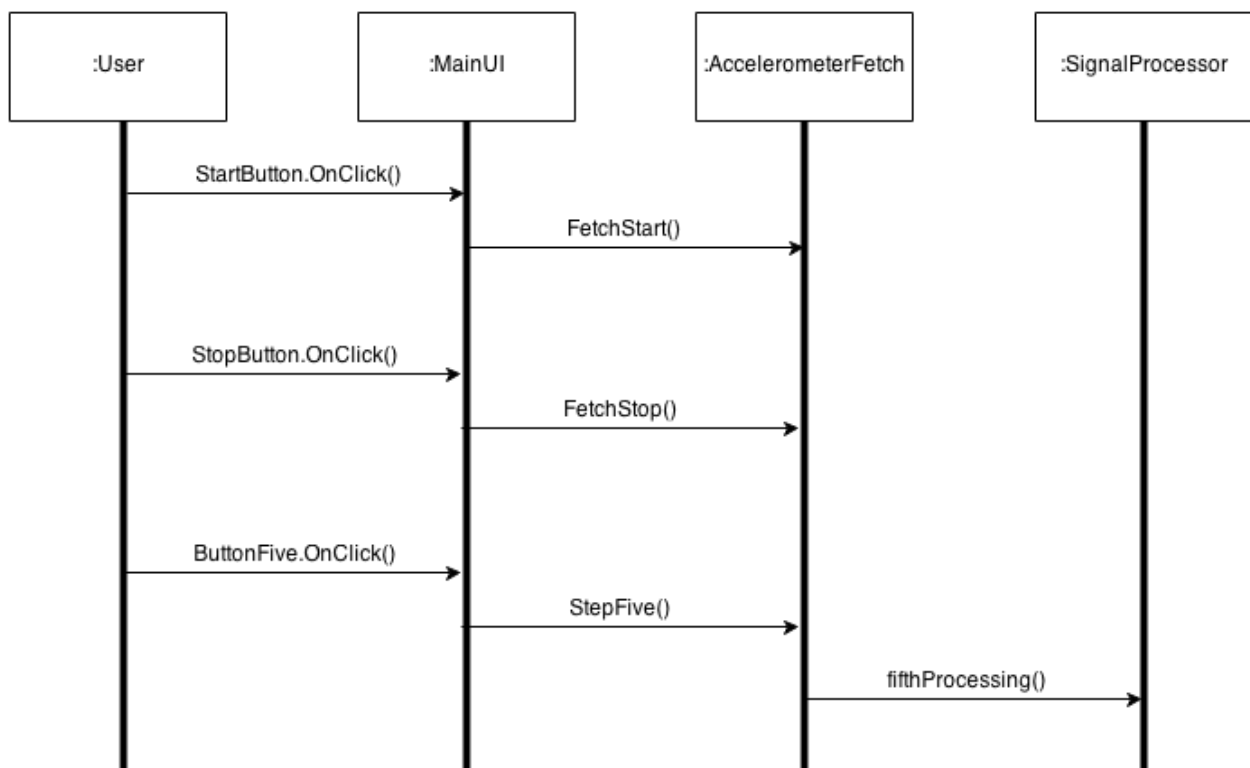 :User
:MainUI
:AccelerometerFetch
:SignalProcessor
StartButton.OnClick()
FetchStart()
StopButton.OnClick()
FetchStop()
ButtonFive.OnClick()
StepFive()
fifthProcessing()